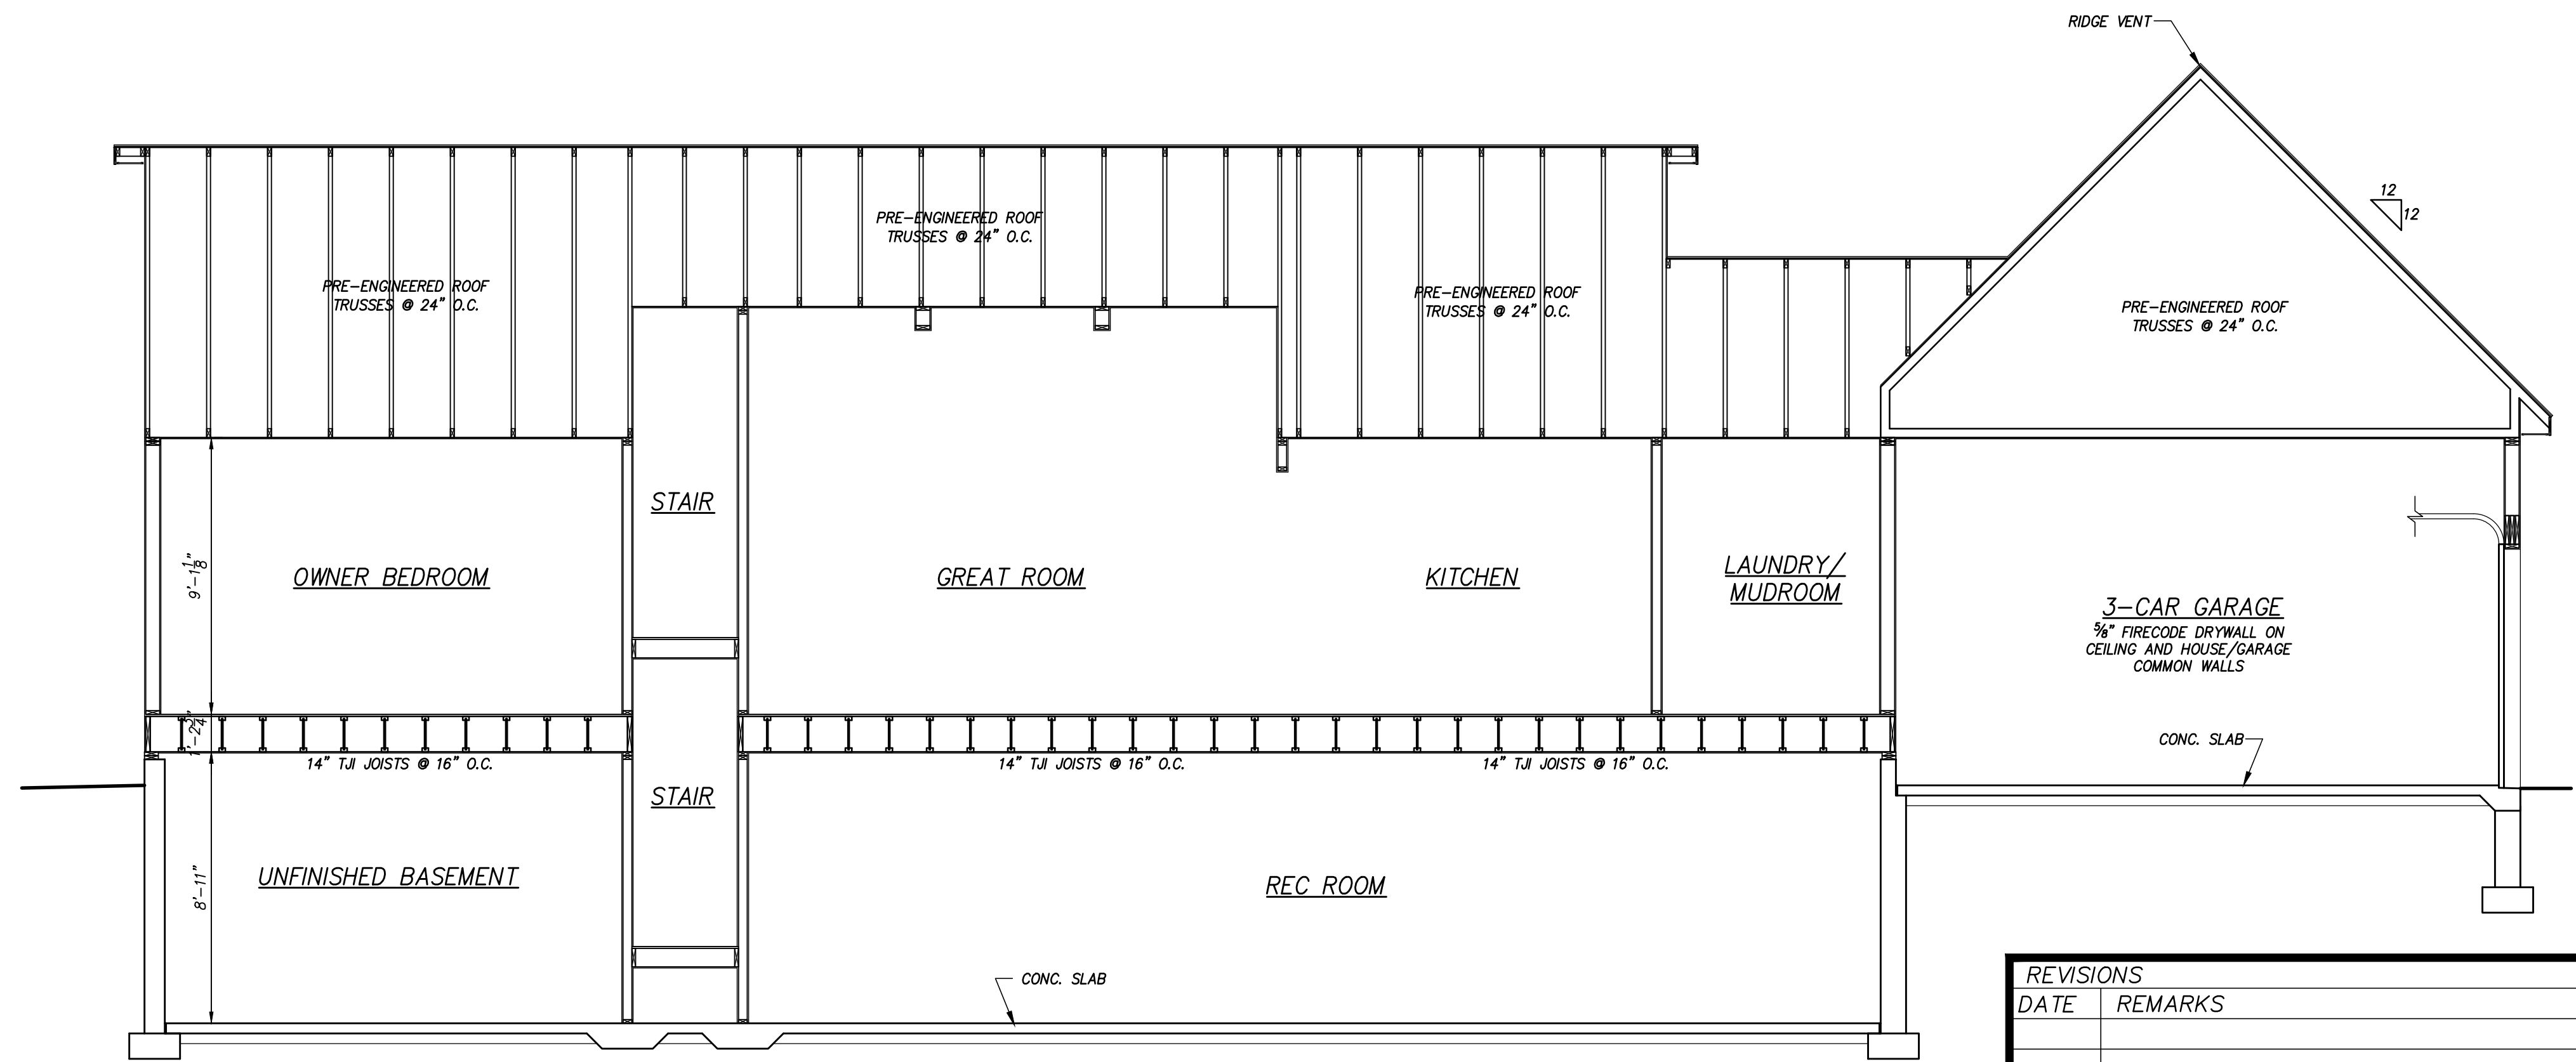 RIDGE VENT
12
12
PRE-ENGINEERED ROOF
TRUSSES @ 24" O.C.
PRE-ENGINEERED ROOF
TRUSSES @ 24" O.C.
PRE-ENGINEERED ROOF
TRUSSES @ 24" O.C.
PRE-ENGINEERED ROOF
TRUSSES @ 24" O.C.
STAIR
OWNER BEDROOM
GREAT ROOM
KITCHEN
LAUNDRY/
MUDROOM
3-CAR GARAGE
5/8" FIRECODE DRYWALL ON
CEILING AND HOUSE/GARAGE
COMMON WALLS
9'-1 1/8"
CONC. SLAB
14" TJI JOISTS @ 16" O.C.
14" TJI JOISTS @ 16" O.C.
14" TJI JOISTS @ 16" O.C.
STAIR
8'-11"
UNFINISHED BASEMENT
REC ROOM
CONC. SLAB
REVISIONS
DATE
REMARKS